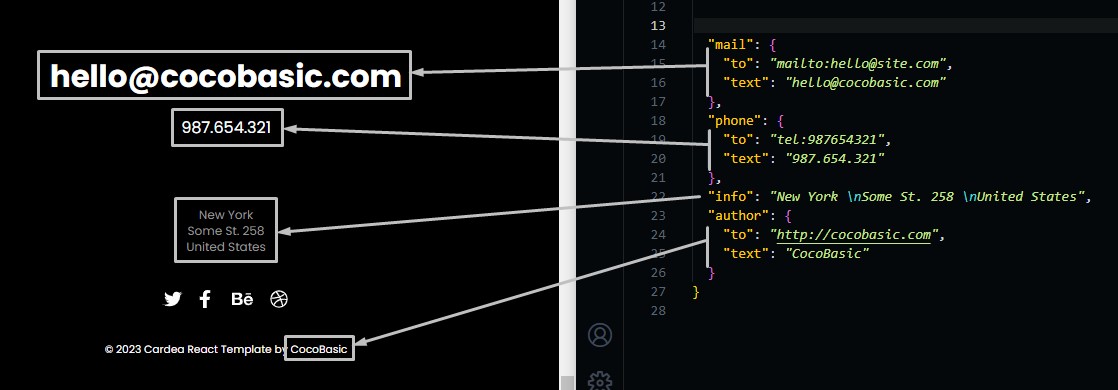 hello@cocobasic.com
987.654.321
New York
Some St. 258
United States
Bē
© 2023 Cardea React Template by CocoBasic
12
13
14 "mail": {
15 "to": "mailto:hello@site.com",
16 "text": "hello@cocobasic.com"
17 },
18 "phone": {
19 "to": "tel:987654321",
20 "text": "987.654.321"
21 },
22 "info": "New York \nSome St. 258 \nUnited States",
23 "author": {
24 "to": "http://cocobasic.com",
25 "text": "CocoBasic"
26 }
27 }
28